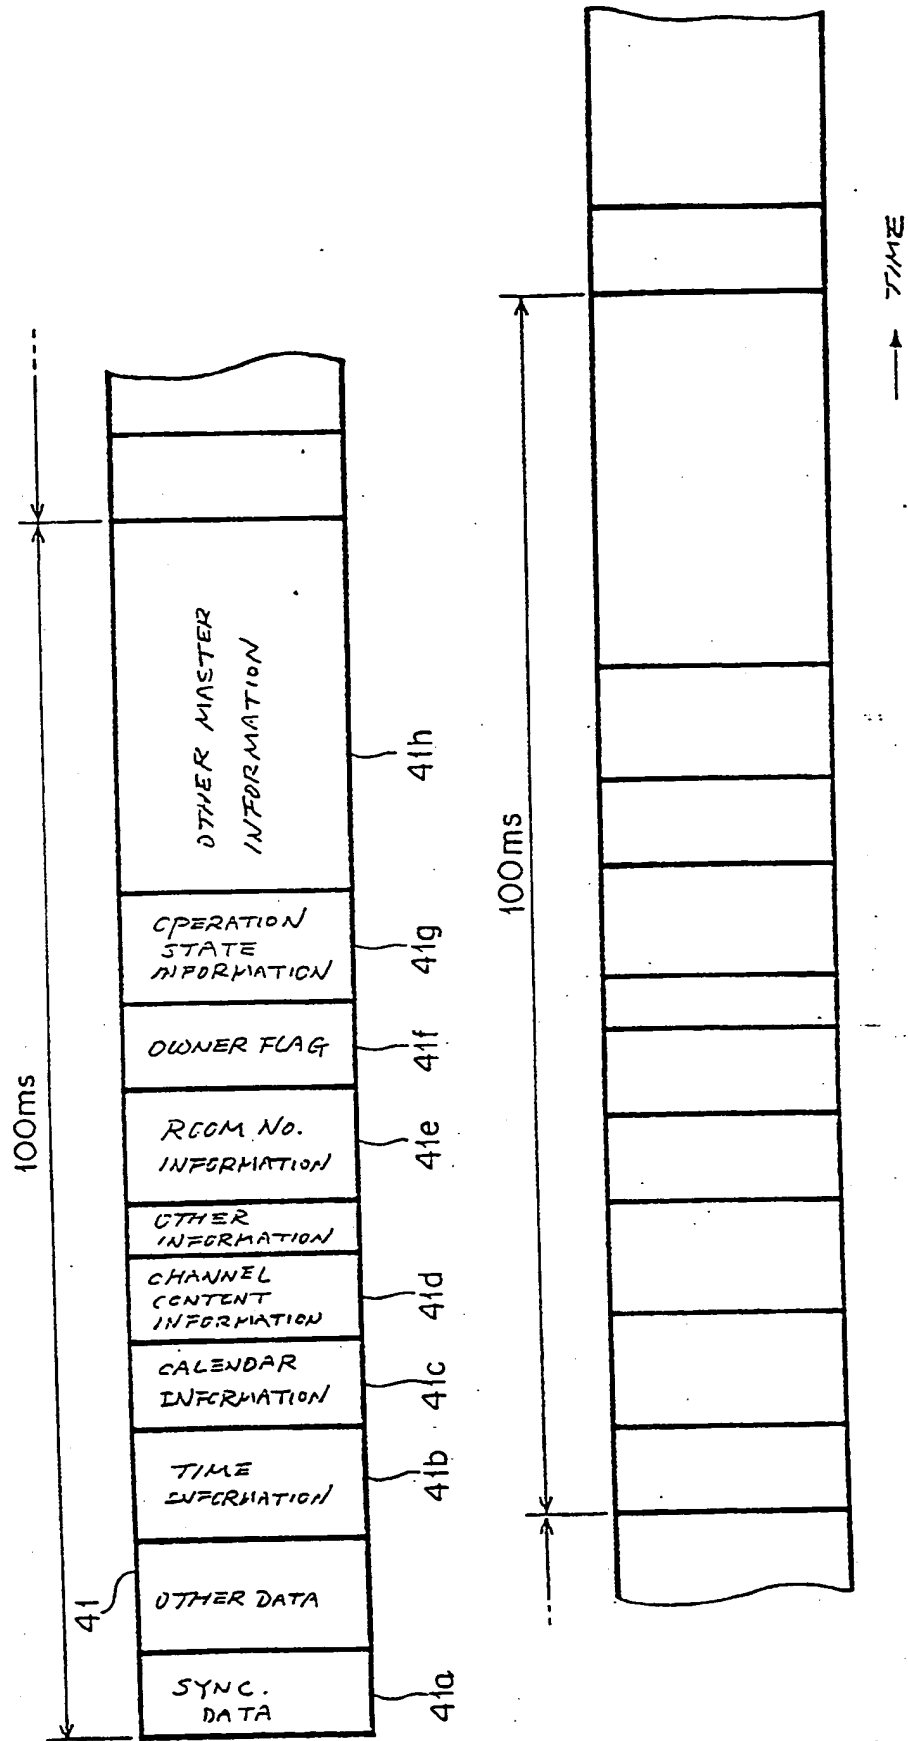 100ms
41
SYNC.
DATA
OTHER DATA
TIME
INFORMATION
CALENDAR
INFORMATION
CHANNEL
CONTENT
INFORMATION
OTHER
INFORMATION
ROOM NO.
INFORMATION
OWNER FLAG
OPERATION
STATE
INFORMATION
OTHER MASTER
INFORMATION
41a
41b
41c
41d
41e
41f
41g
41h
100ms
TIME